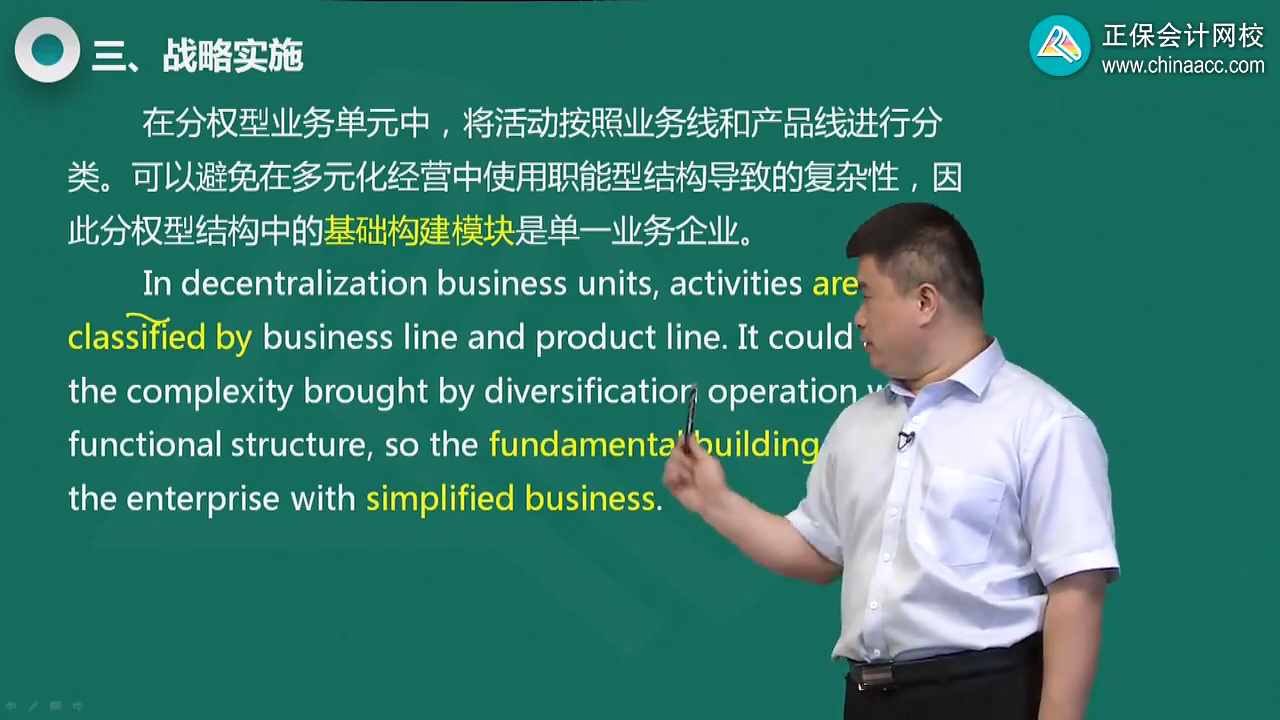 三、战略实施
正保会计网校
www.chinaacc.com
在分权型业务单元中，将活动按照业务线和产品线进行分
类。可以避免在多元化经营中使用职能型结构导致的复杂性，因
此分权型结构中的基础构建模块是单一业务企业。
In decentralization business units, activities are
classified by business line and product line. It could
the complexity brought by diversification operation
functional structure, so the fundamental building
the enterprise with simplified business.